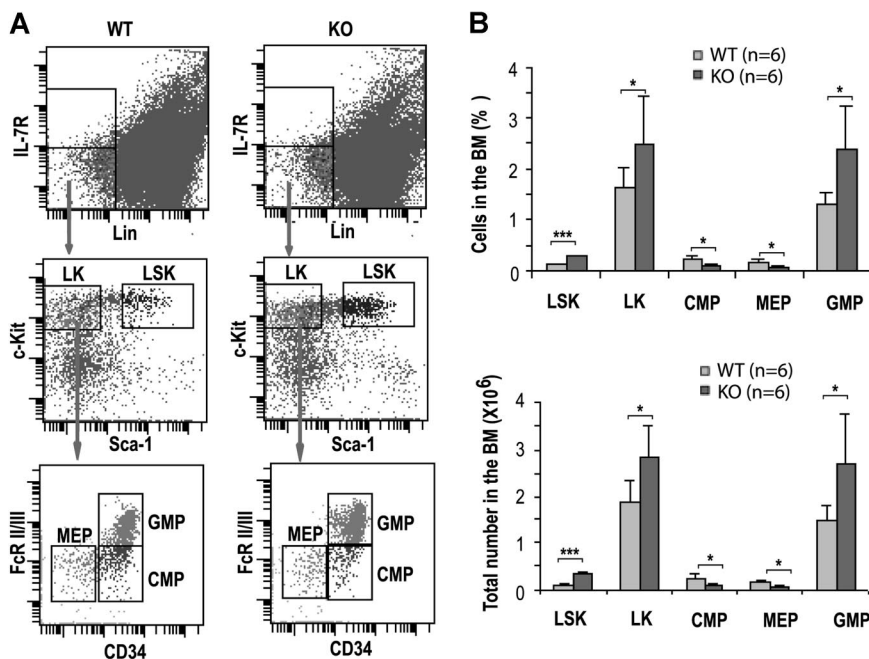 A
WT
KO
IL-7R
Lin
IL-7R
Lin
LK
LSK
c-Kit
Sca-1
LK
LSK
c-Kit
Sca-1
MEP
GMP
CMP
FcR II/III
CD34
MEP
GMP
CMP
FcR II/III
CD34
B
WT (n=6)
KO (n=6)
Cells in the BM (% )
4
3
2
1
0
***
*
*
*
*
LSK
LK
CMP
MEP
GMP
WT (n=6)
KO (n=6)
Total number in the BM (X10⁶)
4
3
2
1
0
***
*
*
*
*
LSK
LK
CMP
MEP
GMP